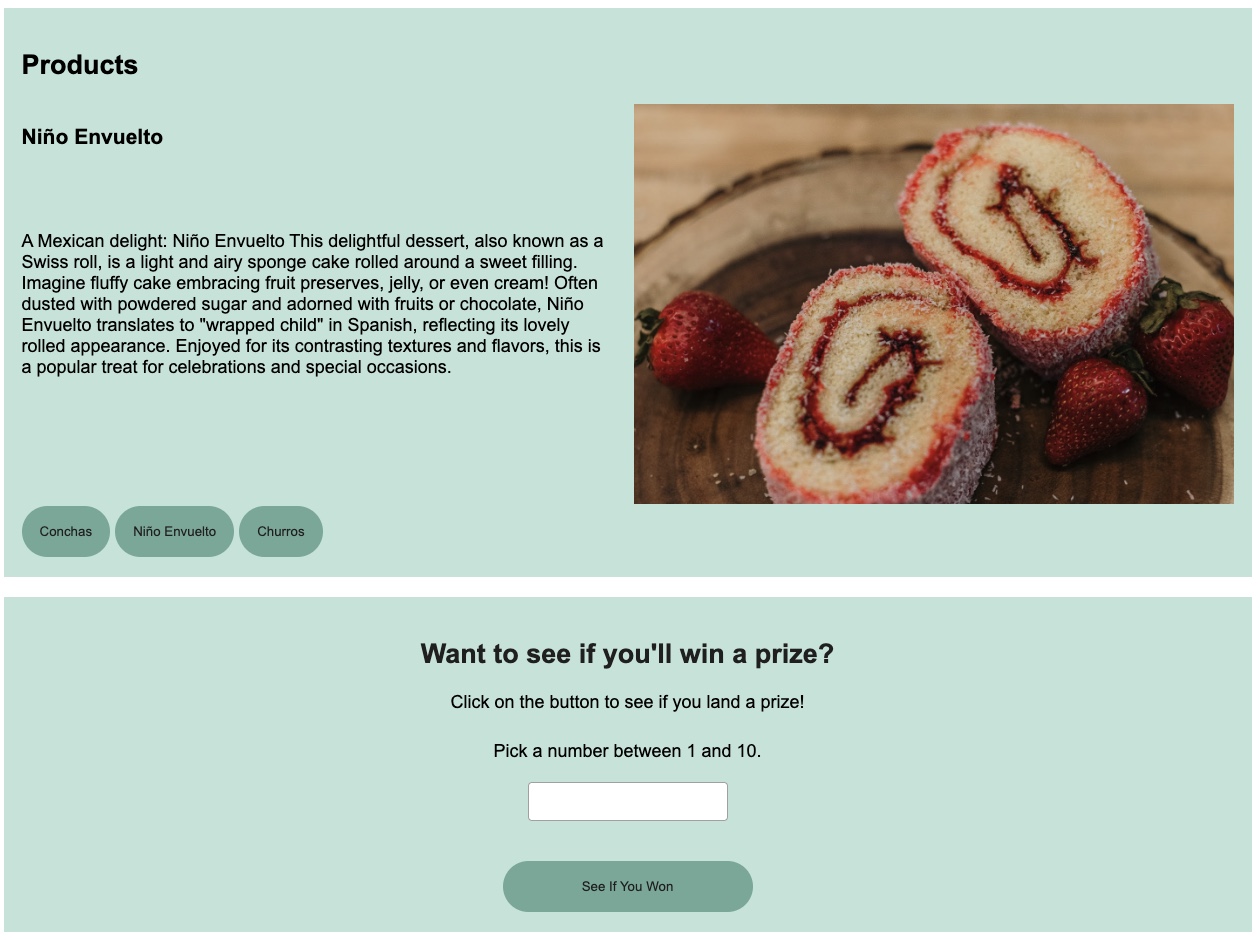 Products
Niño Envuelto
A Mexican delight: Niño Envuelto This delightful dessert, also known as a
Swiss roll, is a light and airy sponge cake rolled around a sweet filling.
Imagine fluffy cake embracing fruit preserves, jelly, or even cream! Often
dusted with powdered sugar and adorned with fruits or chocolate, Niño
Envuelto translates to "wrapped child" in Spanish, reflecting its lovely
rolled appearance. Enjoyed for its contrasting textures and flavors, this is
a popular treat for celebrations and special occasions.
Conchas
Niño Envuelto
Churros
Want to see if you'll win a prize?
Click on the button to see if you land a prize!
Pick a number between 1 and 10.
See If You Won